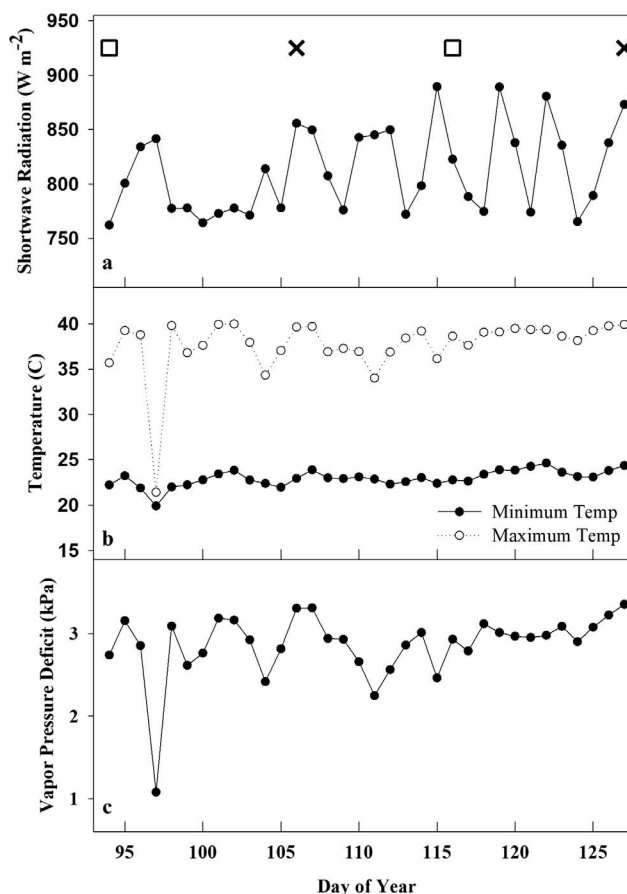 950
900
850
800
750
Shortwave Radiation (W m -2)
a
40
35
30
25
20
15
Temperature (C)
Minimum Temp
Maximum Temp
b
3
2
1
Vapor Pressure Deficit (kPa)
c
95 100 105 110 115 120 125
Day of Year